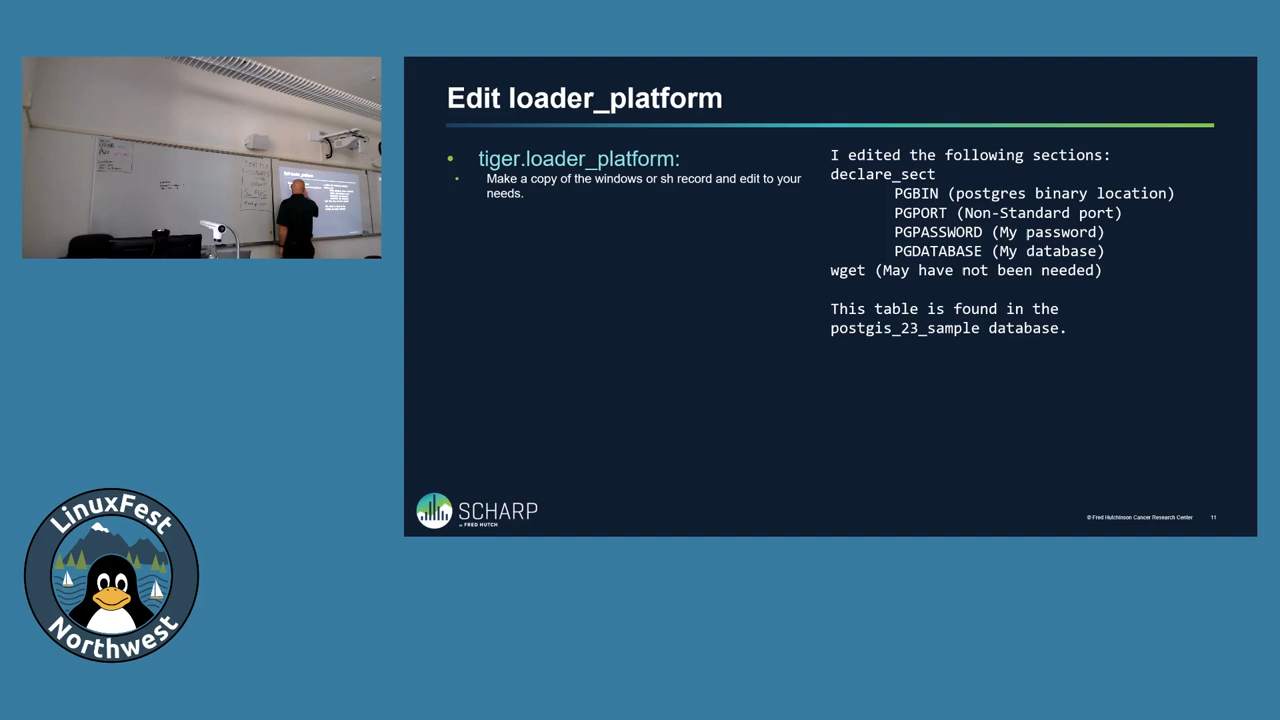 Edit loader_platform
• tiger.loader_platform:
• Make a copy of the windows or sh record and edit to your
needs.
I edited the following sections:
declare_sect
PGBIN (postgres binary location)
PGPORT (Non-Standard port)
PGPASSWORD (My password)
PGDATABASE (My database)
wget (May have not been needed)
This table is found in the
postgis_23_sample database.
SCHARP
at FRED HUTCH
© Fred Hutchinson Cancer Research Center
11
LinuxFest
Northwest